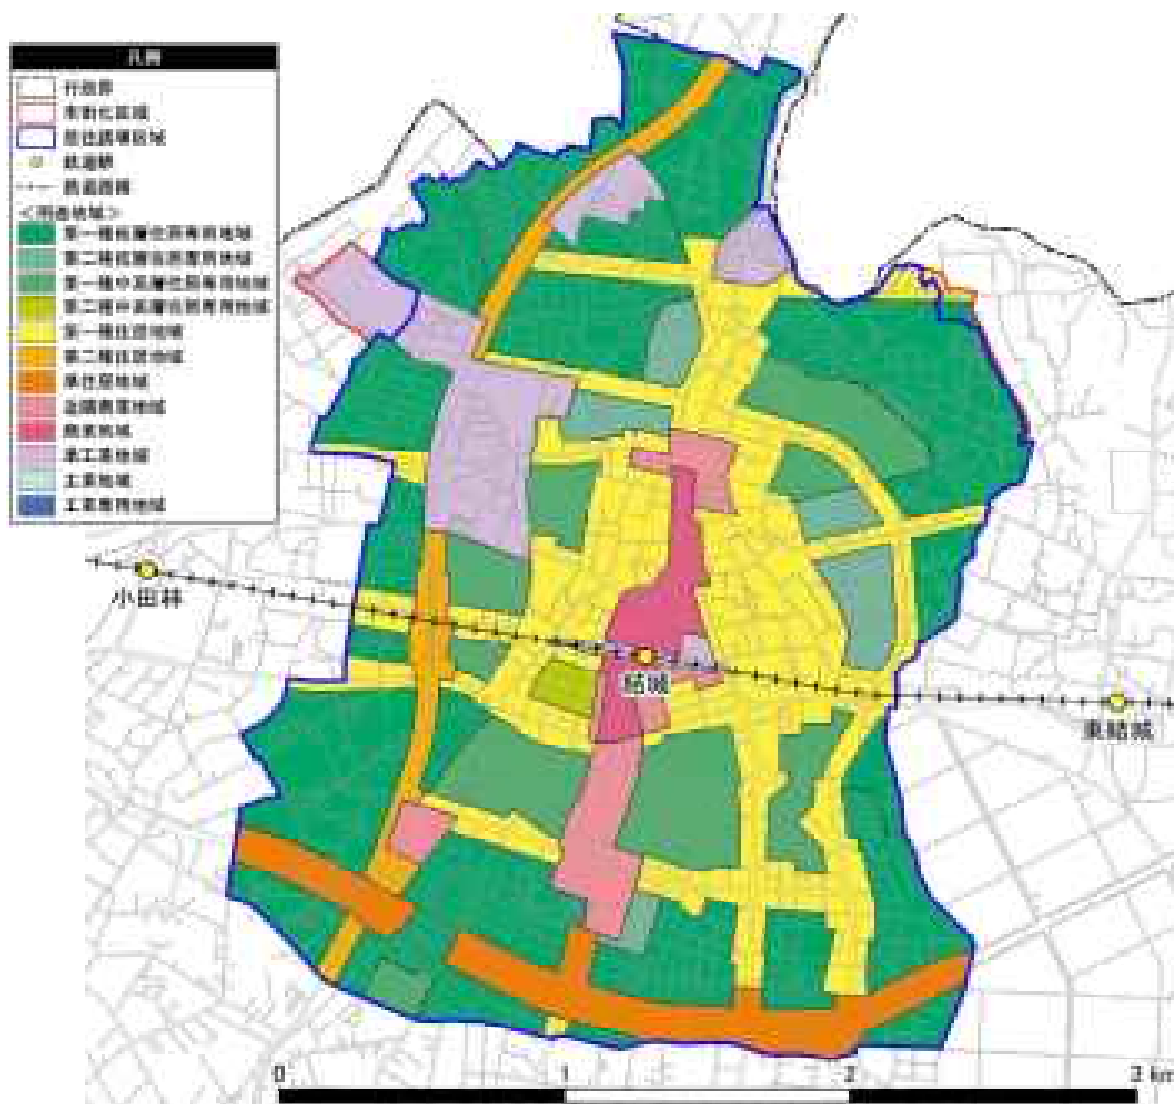 凡例
行政界
市街化区域
居住誘導区域
鉄道駅
鉄道路線
＜用途地域＞
第一種低層住居専用地域
第二種低層住居専用地域
第一種中高層住居専用地域
第二種中高層住居専用地域
第一種住居地域
第二種住居地域
準住居地域
近隣商業地域
商業地域
準工業地域
工業地域
工業専用地域
小田林
結城
東結城
0 1 2 3 km